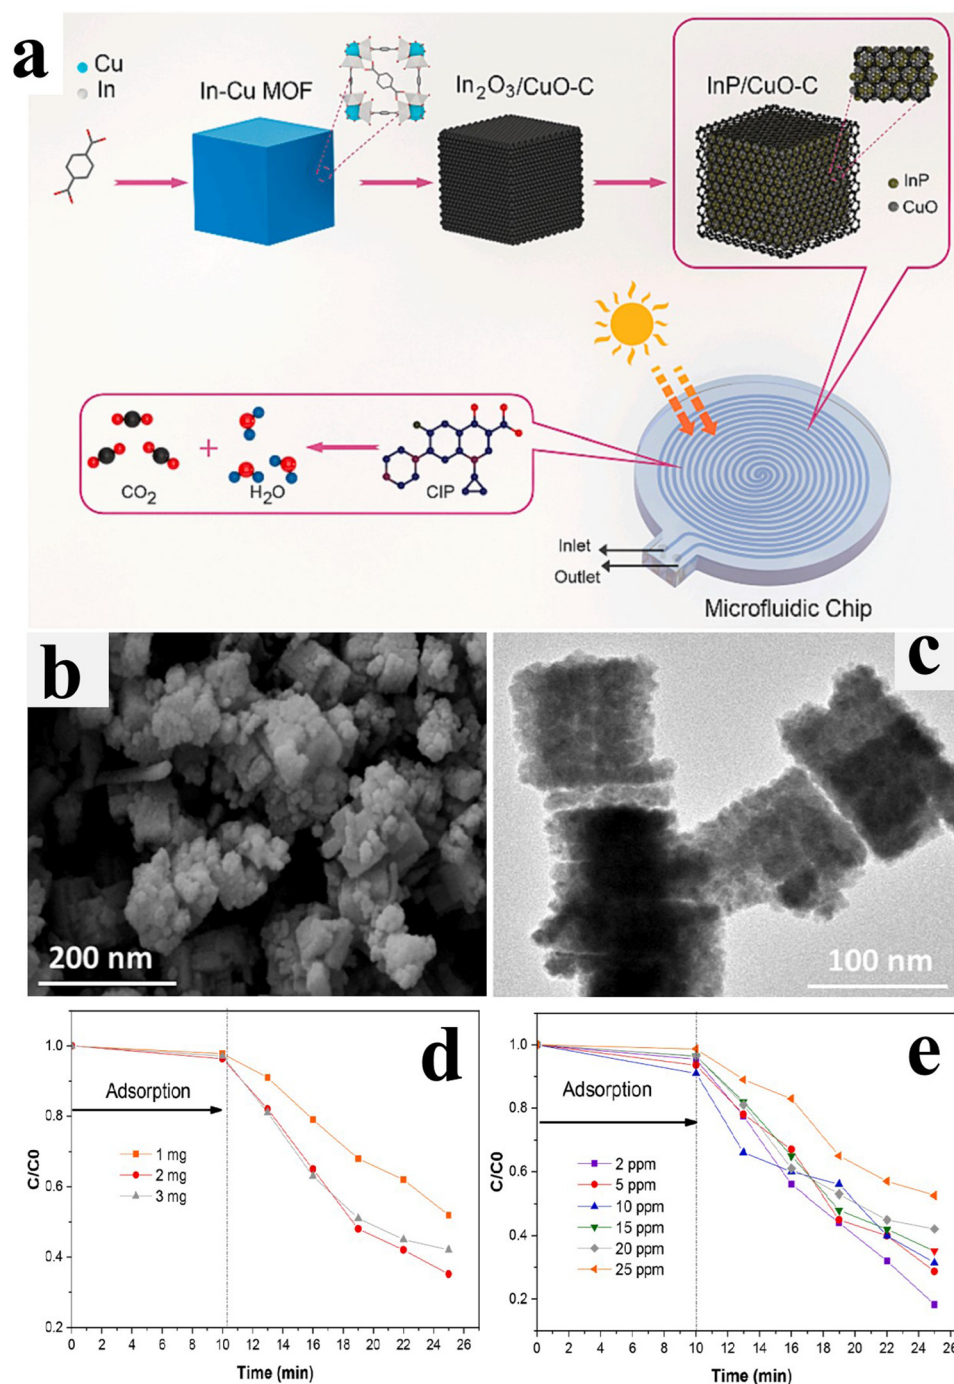 a
Cu
In
In-Cu MOF
In₂O₃/CuO-C
InP/CuO-C
InP
CuO
CO₂
+
H₂O
CIP
Inlet
Outlet
Microfluidic Chip
b
200 nm
c
100 nm
d
1.0
0.8
0.6
0.4
0.2
C/C0
Adsorption
1 mg
2 mg
3 mg
0 2 4 6 8 10 12 14 16 18 20 22 24 26
Time (min)
e
1.0
0.8
0.6
0.4
0.2
C/C0
Adsorption
2 ppm
5 ppm
10 ppm
15 ppm
20 ppm
25 ppm
0 2 4 6 8 10 12 14 16 18 20 22 24 26
Time (min)